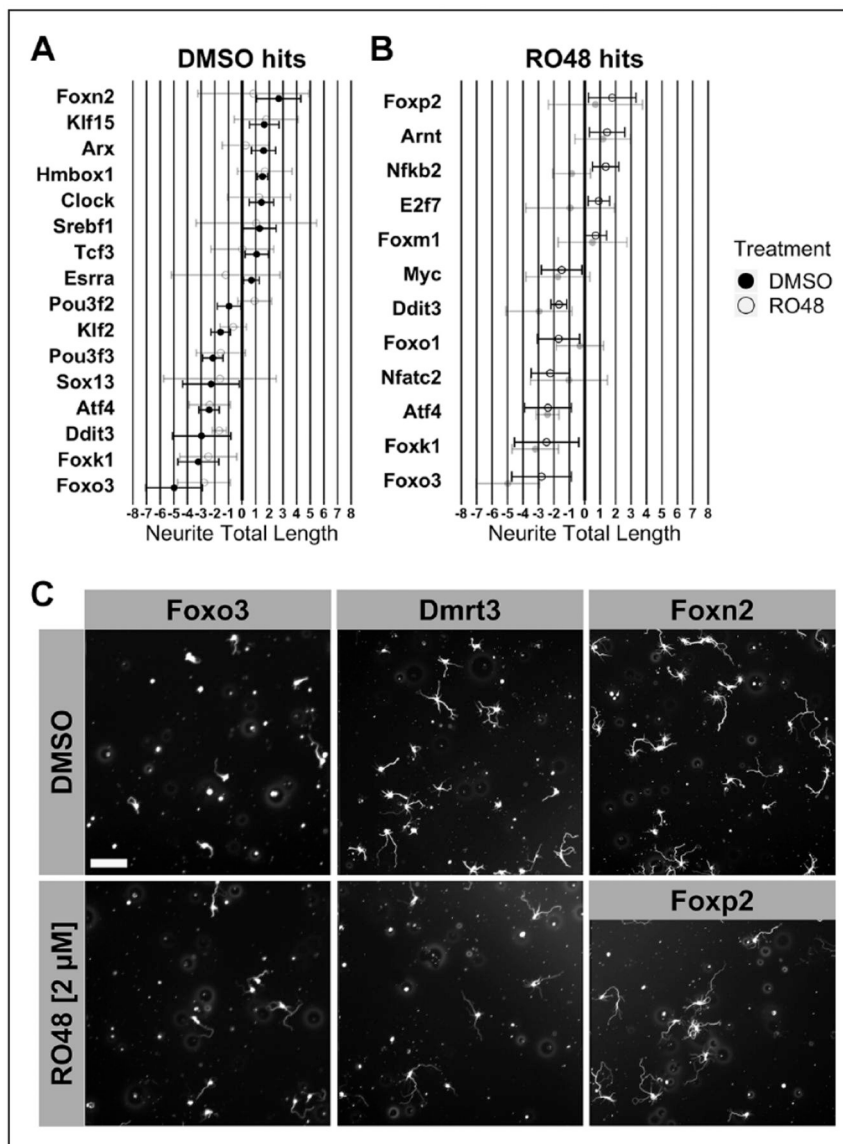 A
DMSO hits
Foxn2
Klf15
Arx
Hmbox1
Clock
Srebf1
Tcf3
Esrra
Pou3f2
Klf2
Pou3f3
Sox13
Atf4
Ddit3
Foxk1
Foxo3
-8 -7 -6 -5 -4 -3 -2 -1 0 1 2 3 4 5 6 7 8
Neurite Total Length
B
RO48 hits
Foxp2
Arnt
Nfkb2
E2f7
Foxm1
Myc
Ddit3
Foxo1
Nfatc2
Atf4
Foxk1
Foxo3
-8 -7 -6 -5 -4 -3 -2 -1 0 1 2 3 4 5 6 7 8
Neurite Total Length
Treatment
DMSO
RO48
C
Foxo3 Dmrt3 Foxn2
DMSO
RO48 [2 µM]
Foxp2